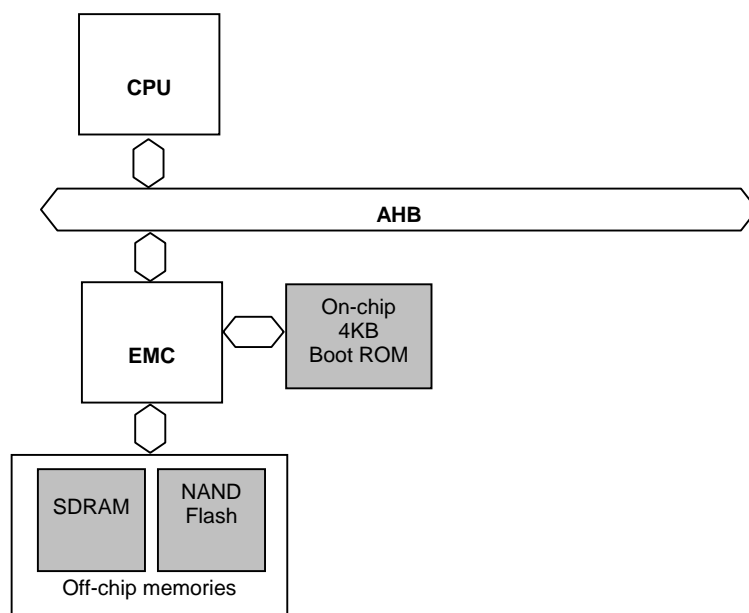 CPU
AHB
EMC
On-chip
4KB
Boot ROM
SDRAM
NAND
Flash
Off-chip memories